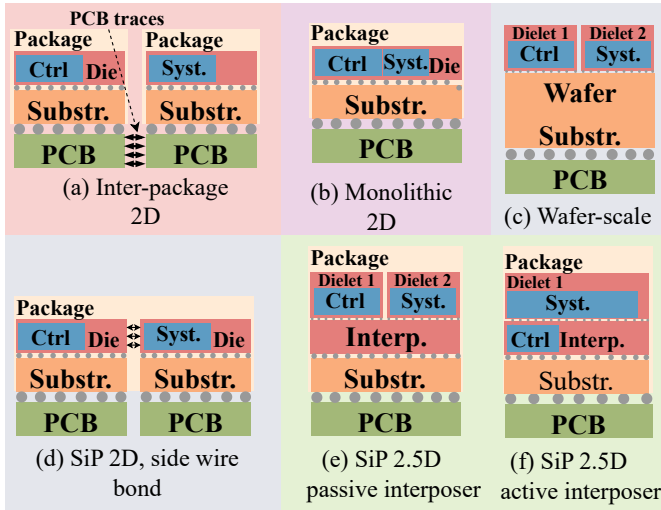 PCB traces
Package
Ctrl Die
Syst.
Substr. Substr.
PCB PCB
(a) Inter-package
2D
Package
Ctrl Syst. Die
Substr.
PCB
(b) Monolithic
2D
Dielet 1 Dielet 2
Ctrl Syst.
Wafer
Substr.
PCB
(c) Wafer-scale
Package
Ctrl Die Syst. Die
Substr. Substr.
PCB PCB
(d) SiP 2D, side wire
bond
Package
Dielet 1 Dielet 2
Ctrl Syst.
Interp.
Substr.
PCB
(e) SiP 2.5D
passive interposer
Package
Dielet 1
Syst.
Ctrl Interp.
Substr.
PCB
(f) SiP 2.5D
active interposer